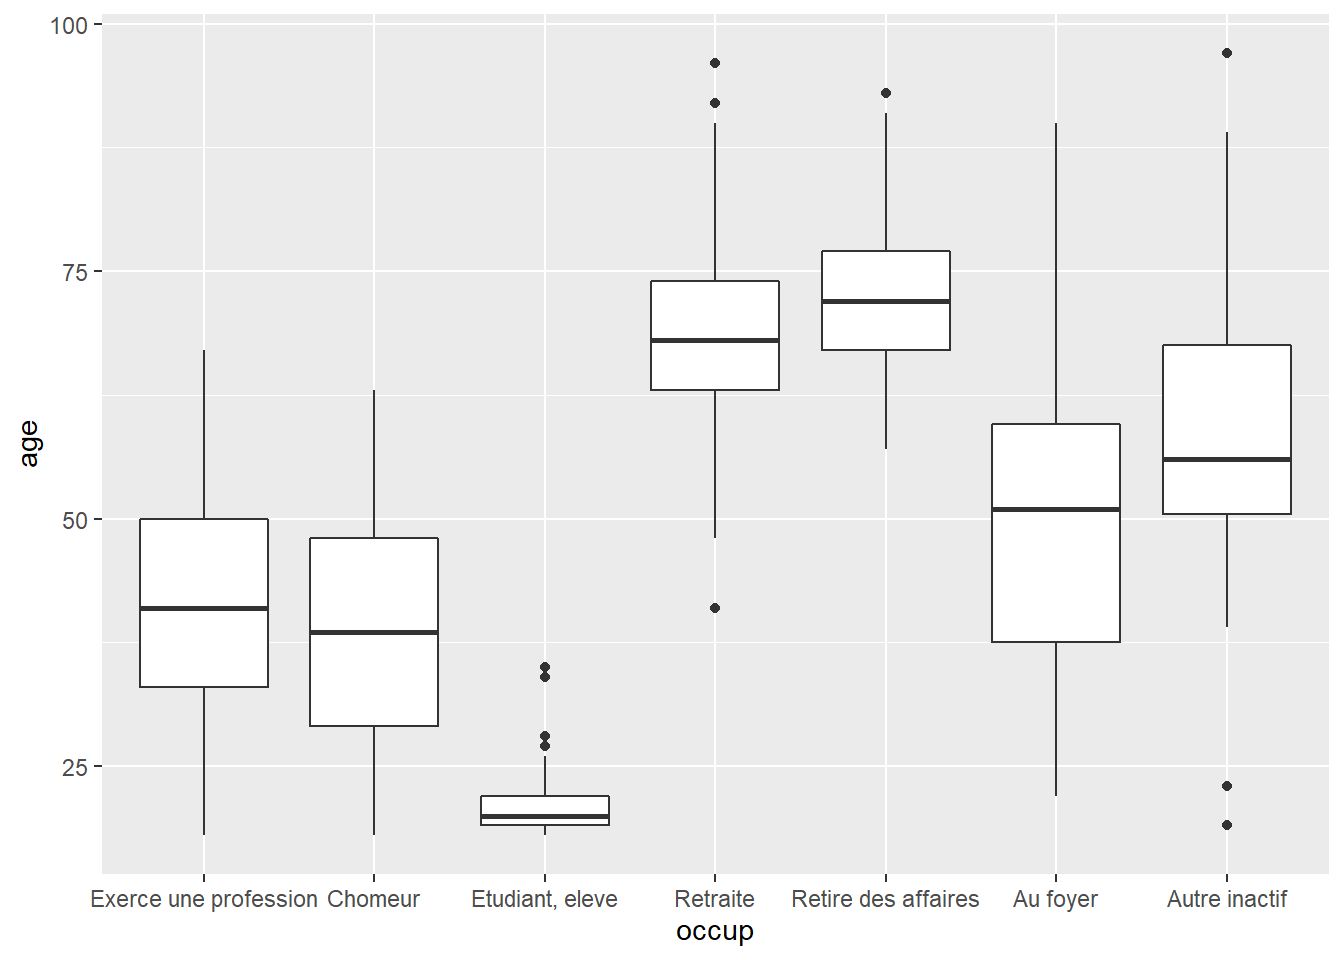 100
75
50
25
age
Exerce une profession Chomeur Etudiant, eleve Retraite Retire des affaires Au foyer Autre inactif
occup